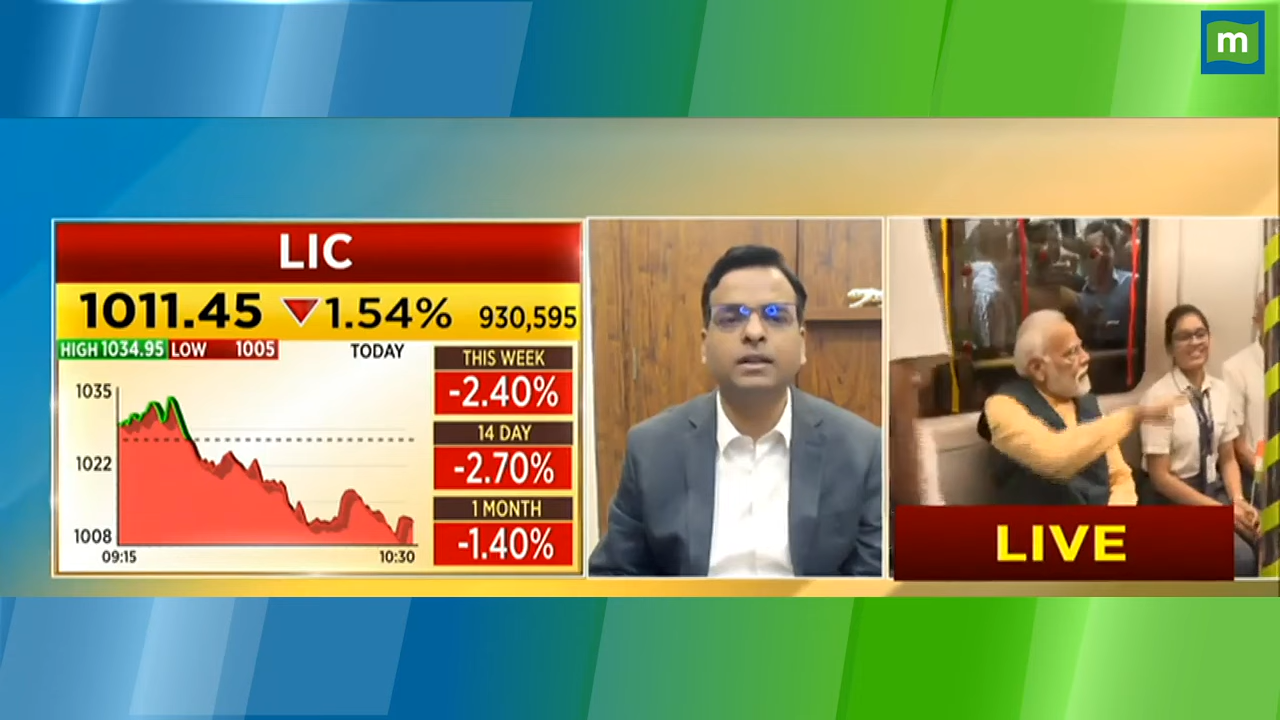 m
LIC
1011.45 ▼1.54% 930,595
HIGH 1034.95 LOW 1005 TODAY
1035
1022
1008
09:15 10:30
THIS WEEK
-2.40%
14 DAY
-2.70%
1 MONTH
-1.40%
LIVE